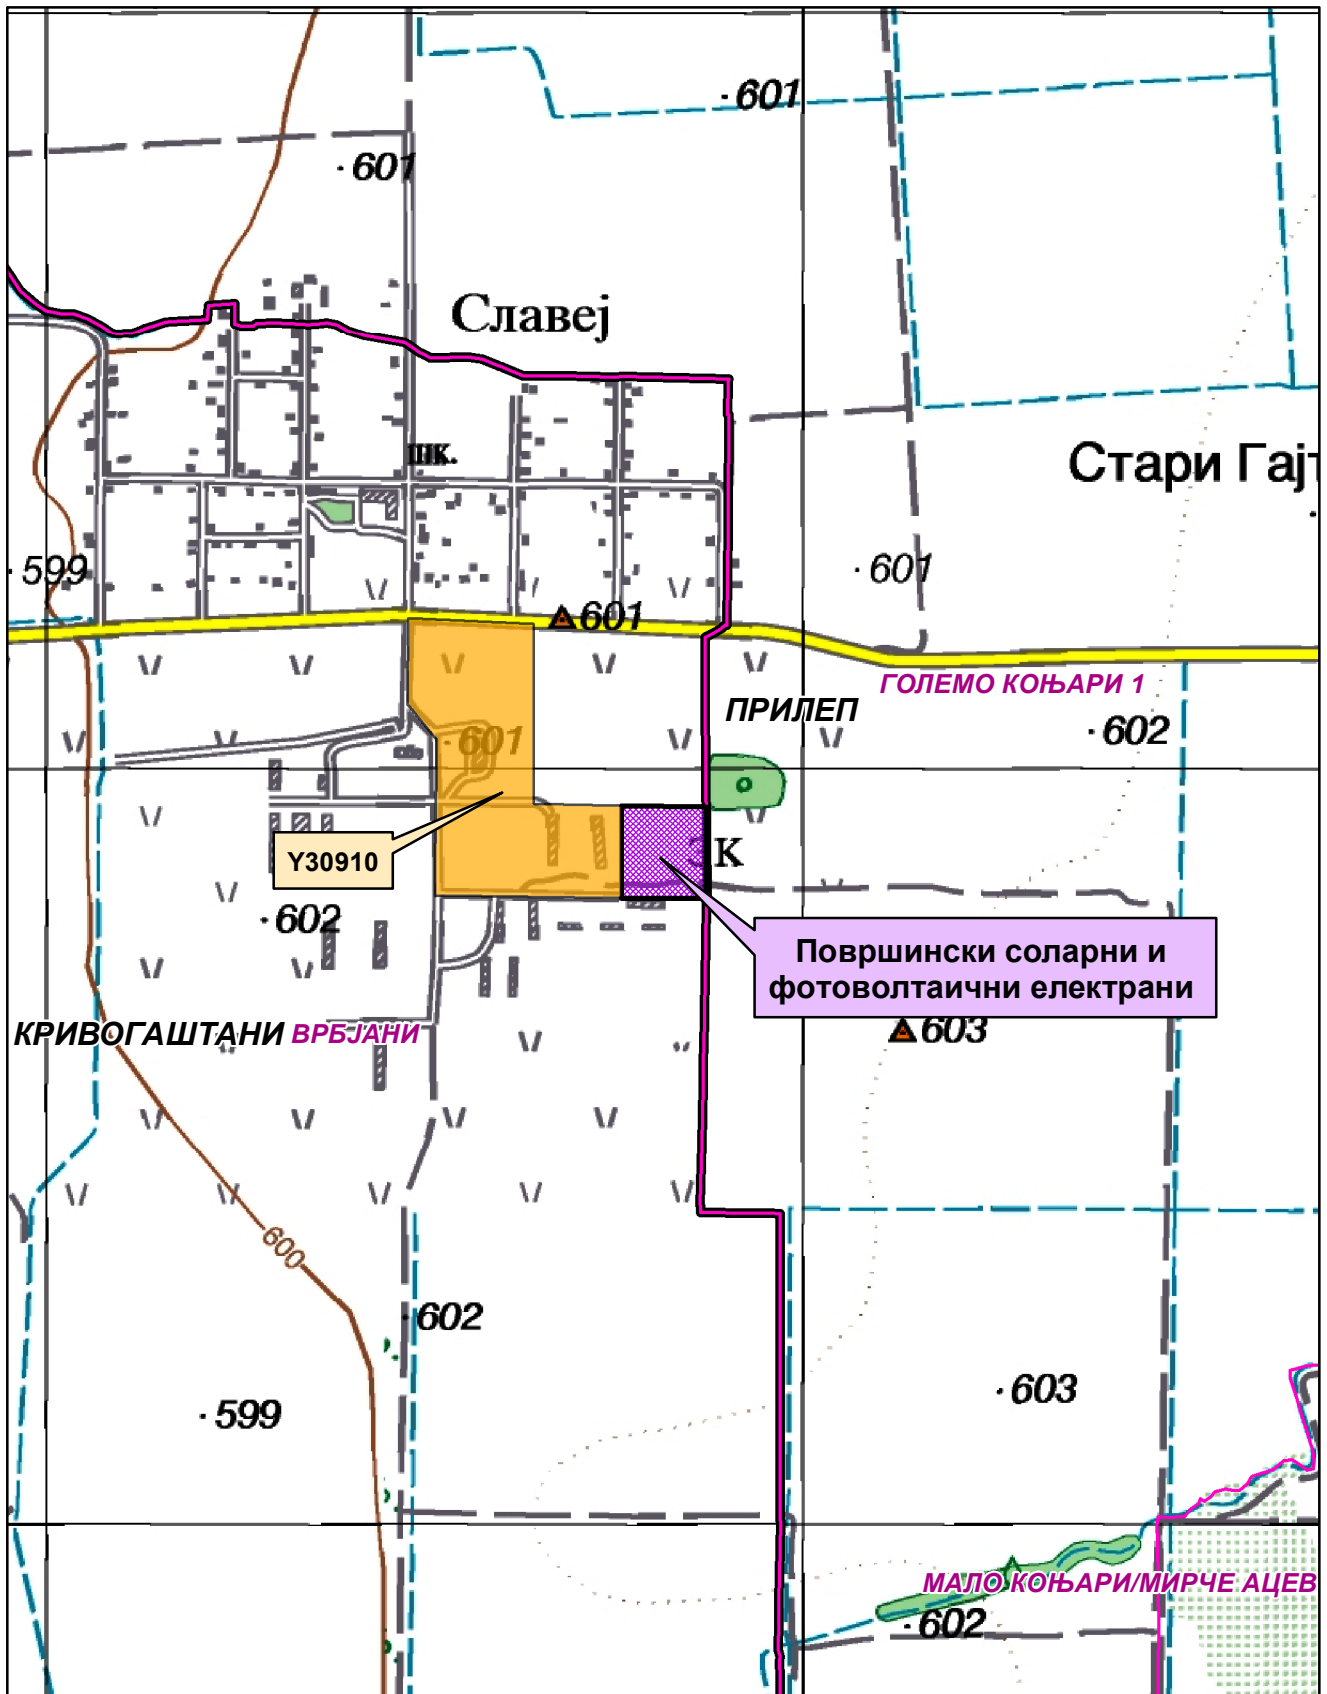 601
601
Славеј
шк.
Стари Гај
599
601
601
ГОЛЕМО КОЊАРИ 1
ПРИЛЕП
602
601
Y30910
К
602
Површински соларни и
фотоволтаични електрани
КРИВОГАШТАНИ ВРБЈАНИ
603
600
602
603
599
МАЛО КОЊАРИ/МИРЧЕ АЦЕВ
602